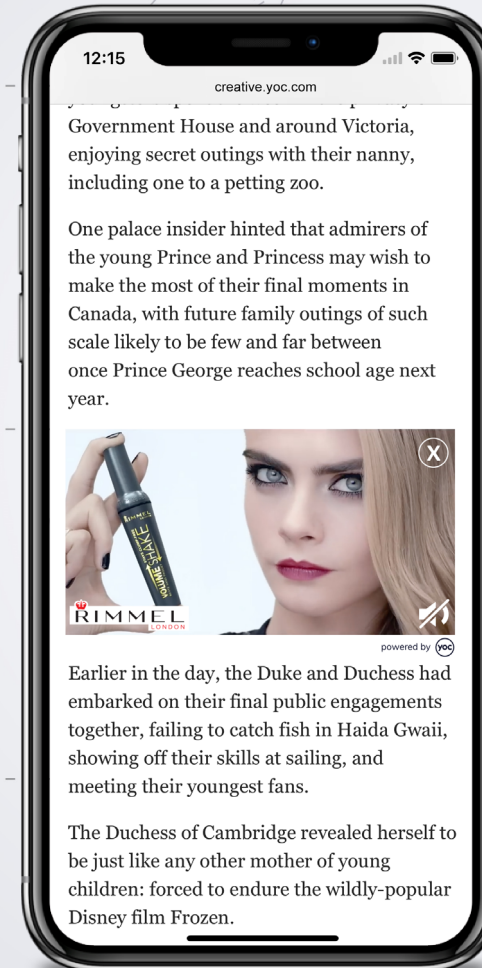 12:15
creative.yoc.com
Government House and around Victoria,
enjoying secret outings with their nanny,
including one to a petting zoo.
One palace insider hinted that admirers of
the young Prince and Princess may wish to
make the most of their final moments in
Canada, with future family outings of such
scale likely to be few and far between
once Prince George reaches school age next
year.
X
RIMMEL
VOLUME SHAKE
RIMMEL
LONDON
powered by yoc
Earlier in the day, the Duke and Duchess had
embarked on their final public engagements
together, failing to catch fish in Haida Gwaii,
showing off their skills at sailing, and
meeting their youngest fans.
The Duchess of Cambridge revealed herself to
be just like any other mother of young
children: forced to endure the wildly-popular
Disney film Frozen.